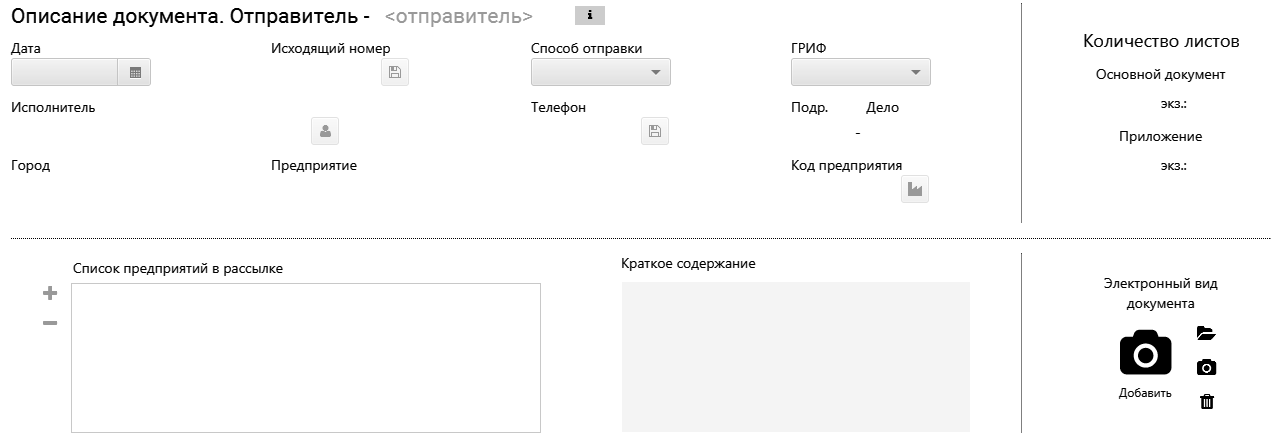 Описание документа. Отправитель - <отправитель> i
Количество листов
Дата Исходящий номер Способ отправки ГРИФ
Основной документ
экз.:
Исполнитель Телефон Подр. Дело
-
Приложение
экз.:
Город Предприятие Код предприятия
Список предприятий в рассылке
Краткое содержание
Электронный вид
документа
Добавить